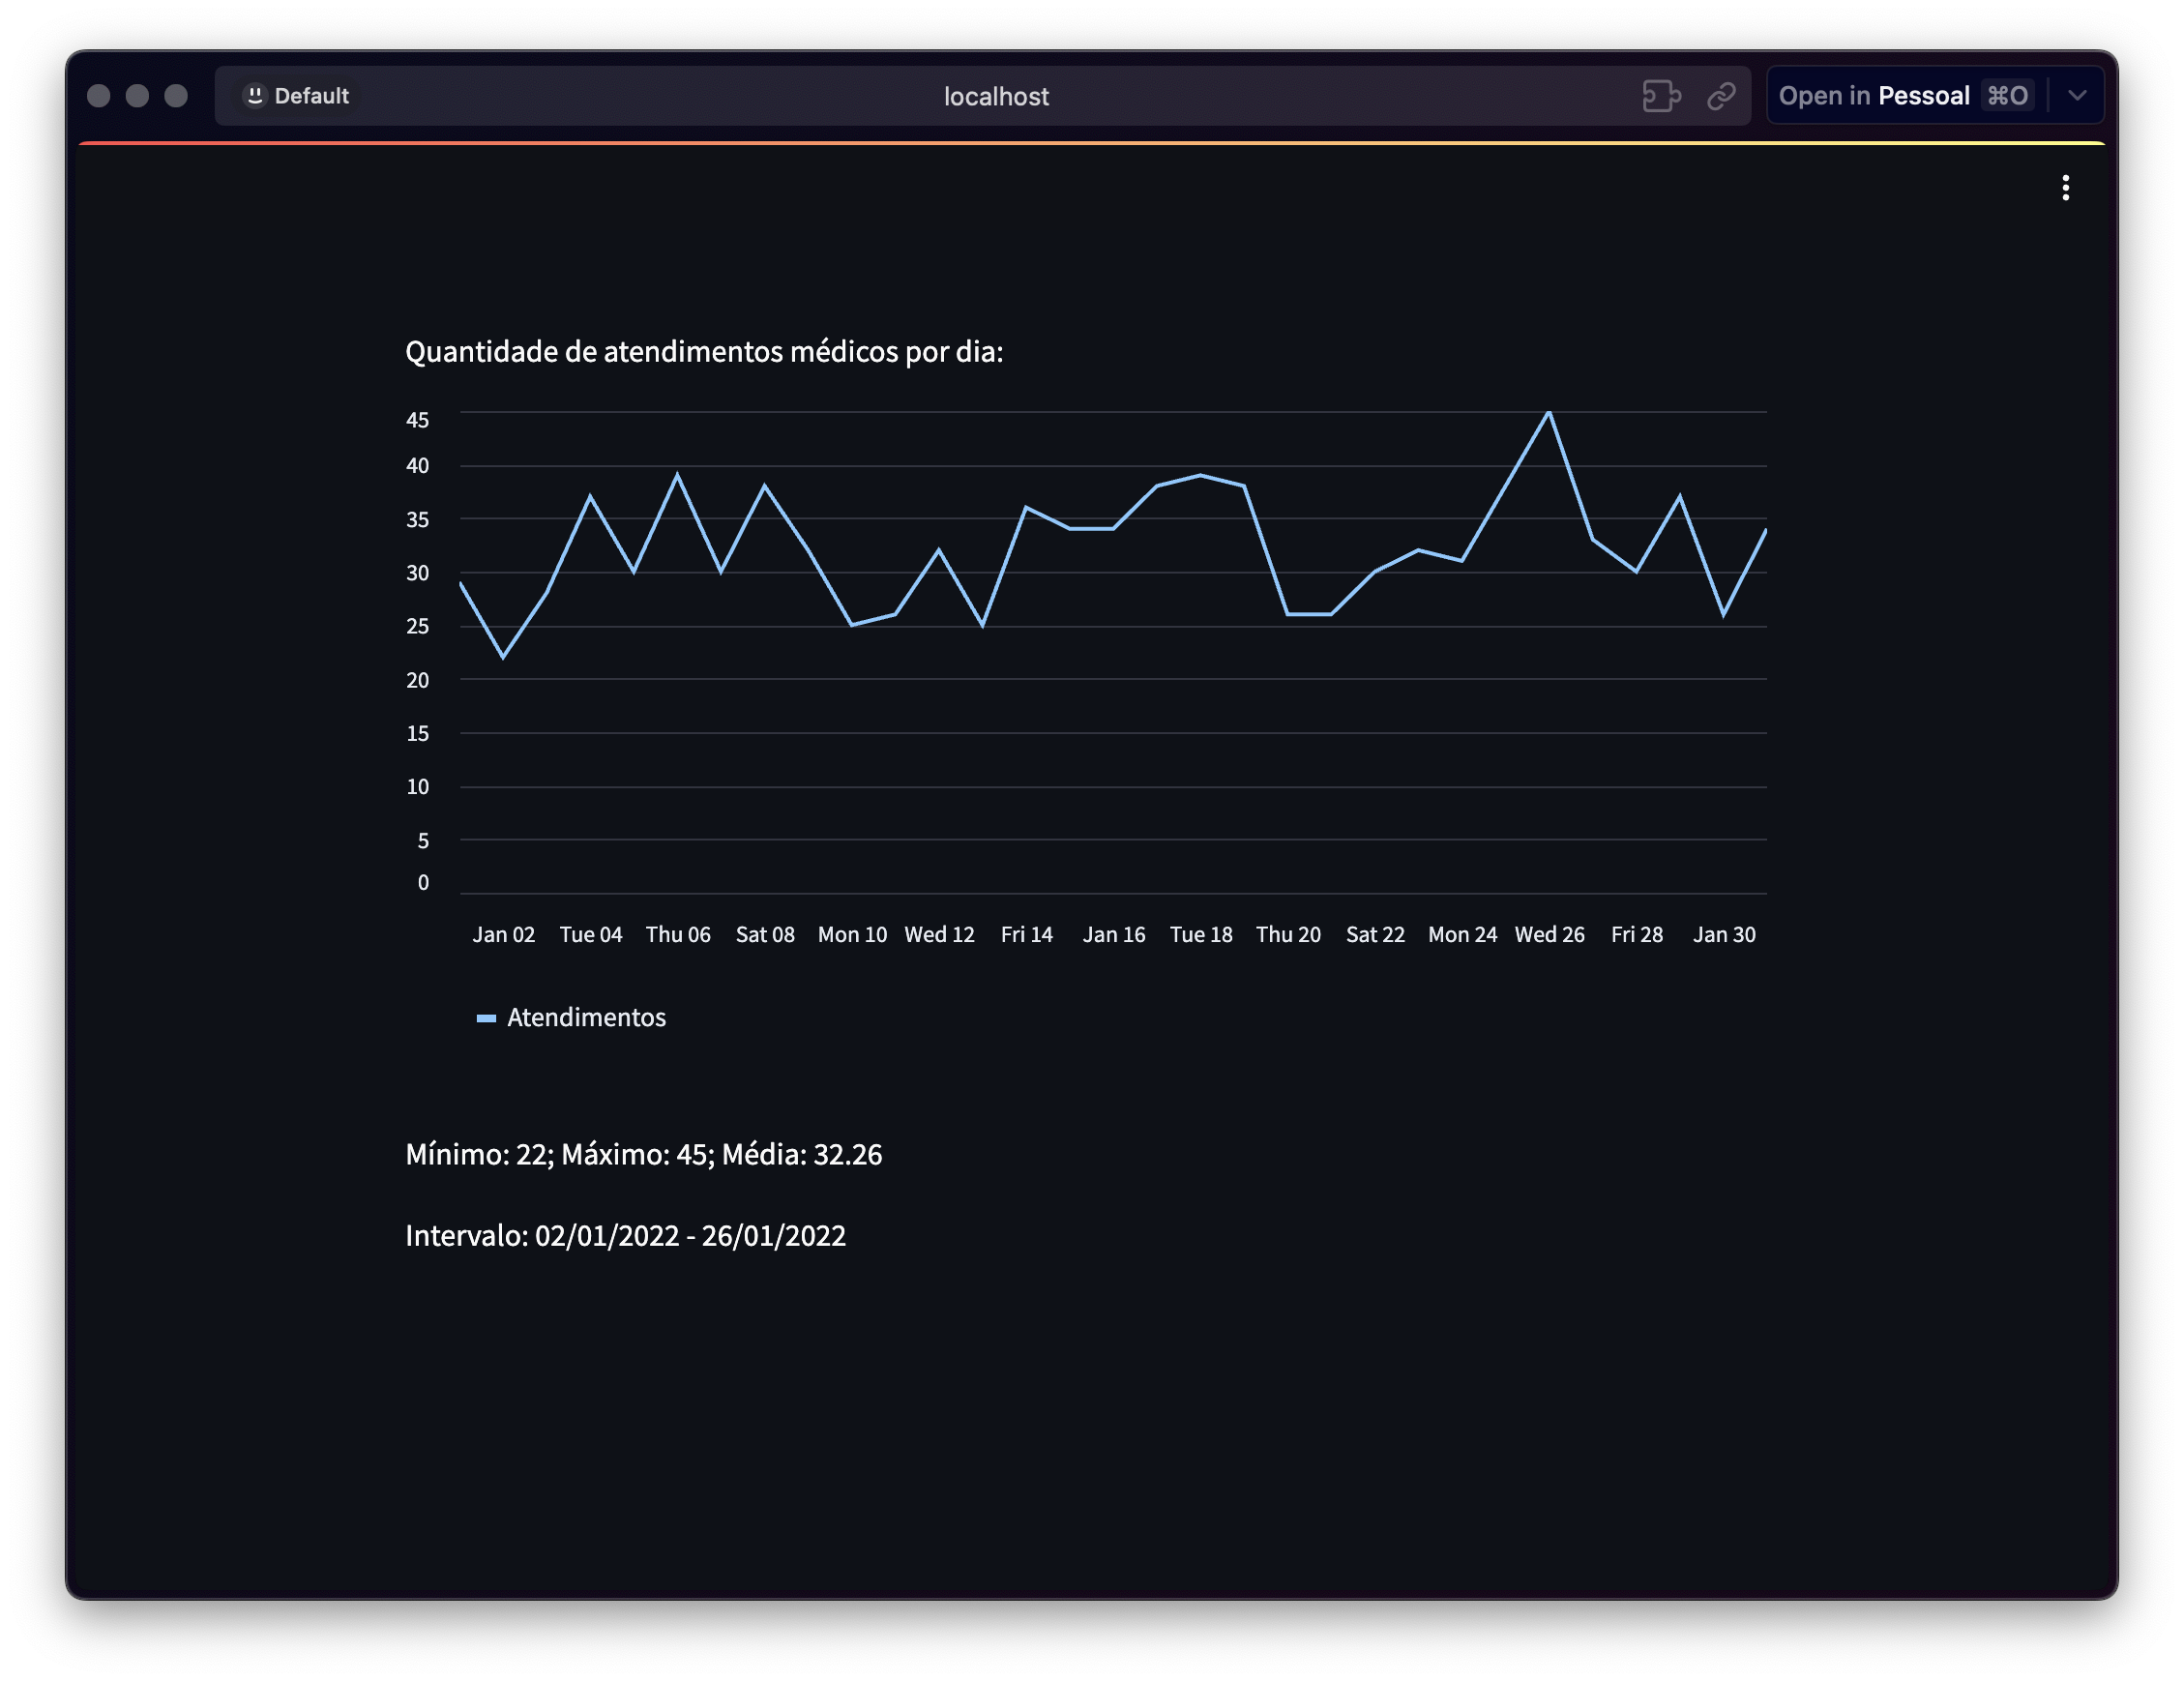 Default
localhost
Open in Pessoal ⌘O
Quantidade de atendimentos médicos por dia:
45
40
35
30
25
20
15
10
5
0
Jan 02 Tue 04 Thu 06 Sat 08 Mon 10 Wed 12 Fri 14 Jan 16 Tue 18 Thu 20 Sat 22 Mon 24 Wed 26 Fri 28 Jan 30
Atendimentos
Mínimo: 22; Máximo: 45; Média: 32.26
Intervalo: 02/01/2022 - 26/01/2022